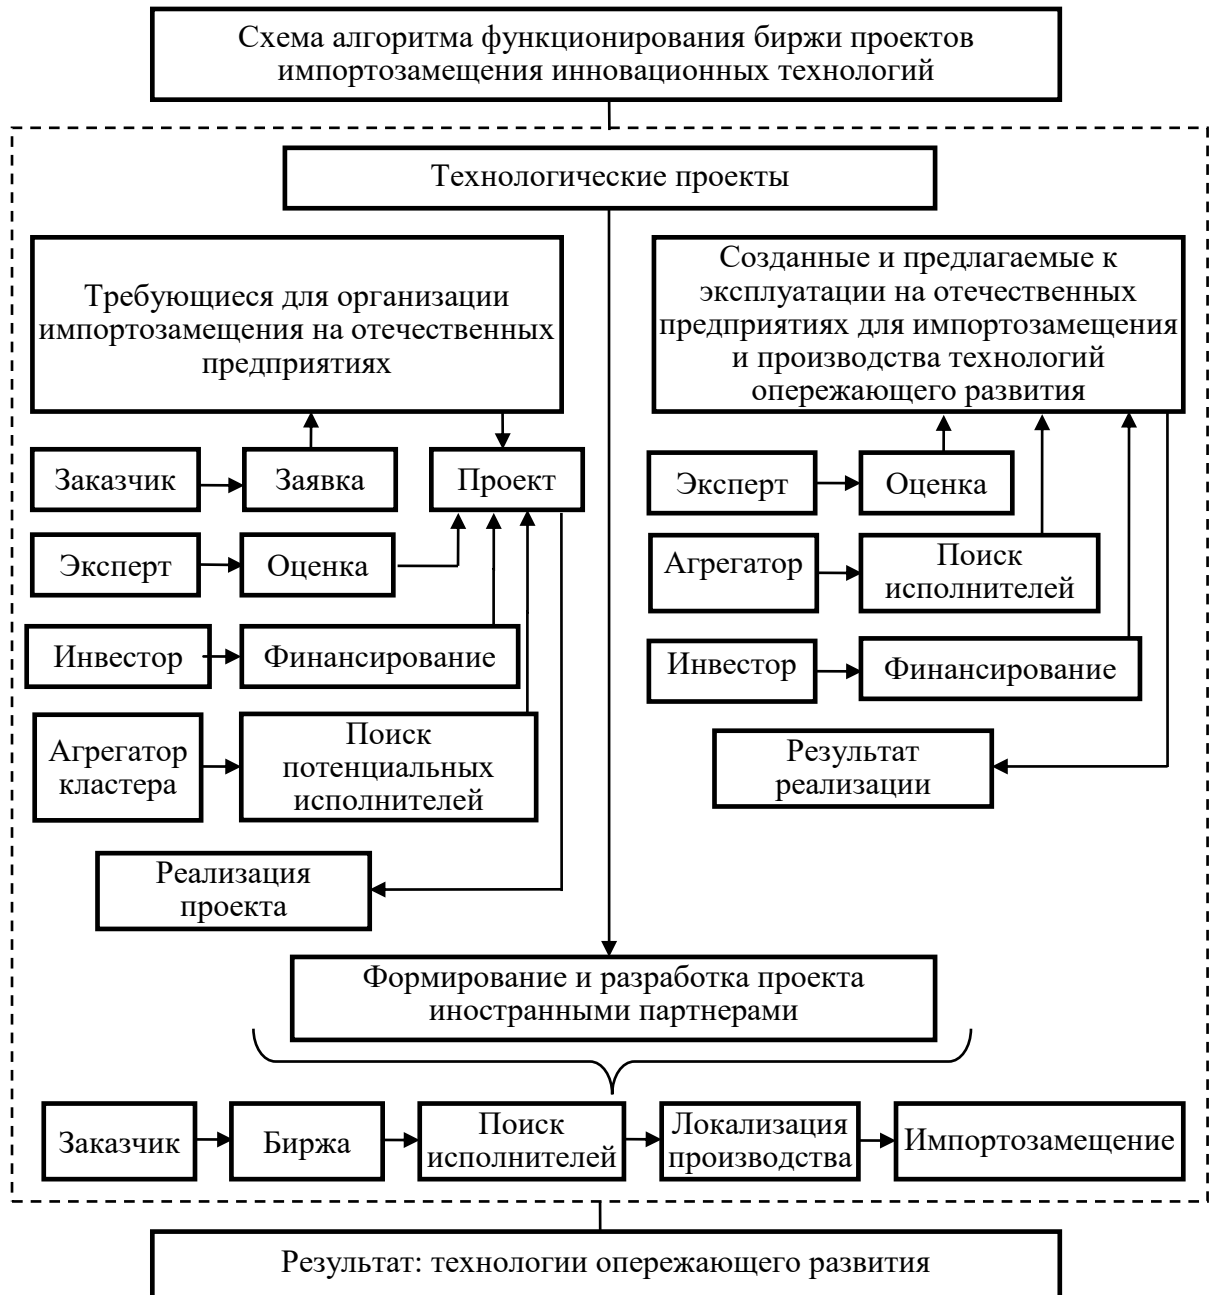 Схема алгоритма функционирования биржи проектов
импортозамещения инновационных технологий
Технологические проекты
Требующиеся для организации
импортозамещения на отечественных
предприятиях
Заказчик
Заявка
Проект
Эксперт
Оценка
Инвестор
Финансирование
Агрегатор
кластера
Поиск
потенциальных
исполнителей
Реализация
проекта
Созданные и предлагаемые к
эксплуатации на отечественных
предприятиях для импортозамещения
и производства технологий
опережающего развития
Эксперт
Оценка
Агрегатор
Поиск
исполнителей
Инвестор
Финансирование
Результат
реализации
Формирование и разработка проекта
иностранными партнерами
Заказчик
Биржа
Поиск
исполнителей
Локализация
производства
Импортозамещение
Результат: технологии опережающего развития